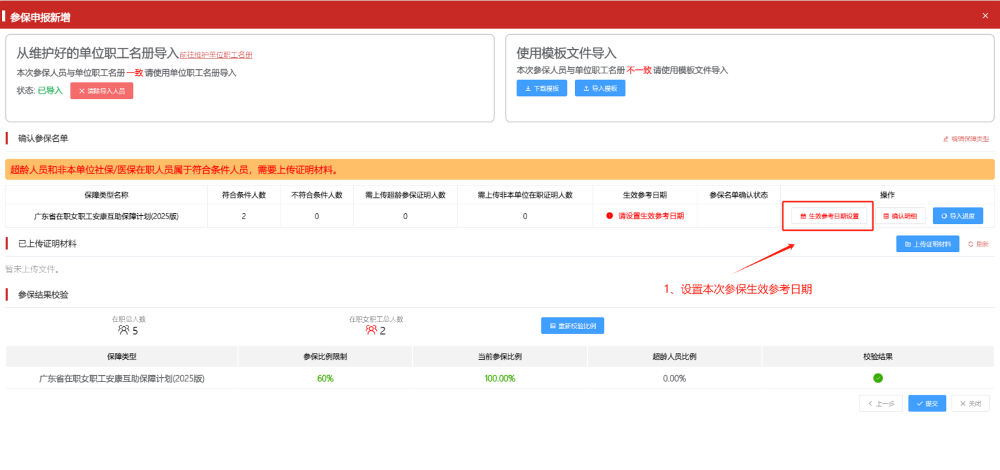 参保申报新增
从维护好的单位职工名册导入前往维护单位职工名册
本次参保人员与单位职工名册 一致 请使用单位职工名册导入
状态: 已导入 清除导入人员
使用模板文件导入
本次参保人员与单位职工名册 不一致 请使用模板文件导入
下载模板 导入模板
确认参保名单 编辑保障类型
超龄人员和非本单位社保/医保在职人员属于符合条件人员，需要上传证明材料。
保障类型名称 符合条件人数 不符合条件人数 需上传超龄参保证明人数 需上传非本单位在职证明人数 生效参考日期 参保名单确认状态 操作
广东省在职女职工安康互助保障计划(2025版) 2 0 0 0 请设置生效参考日期 生效参考日期设置 确认明细 导入进度
已上传证明材料 上传证明材料 刷新
暂未上传文件。
1、设置本次参保生效参考日期
参保结果校验
在职总人数 在职女职工总人数
5 2 重新校验比例
保障类型 参保比例限制 当前参保比例 超龄人员比例 校验结果
广东省在职女职工安康互助保障计划(2025版) 60% 100.00% 0.00%
上一步 提交 关闭